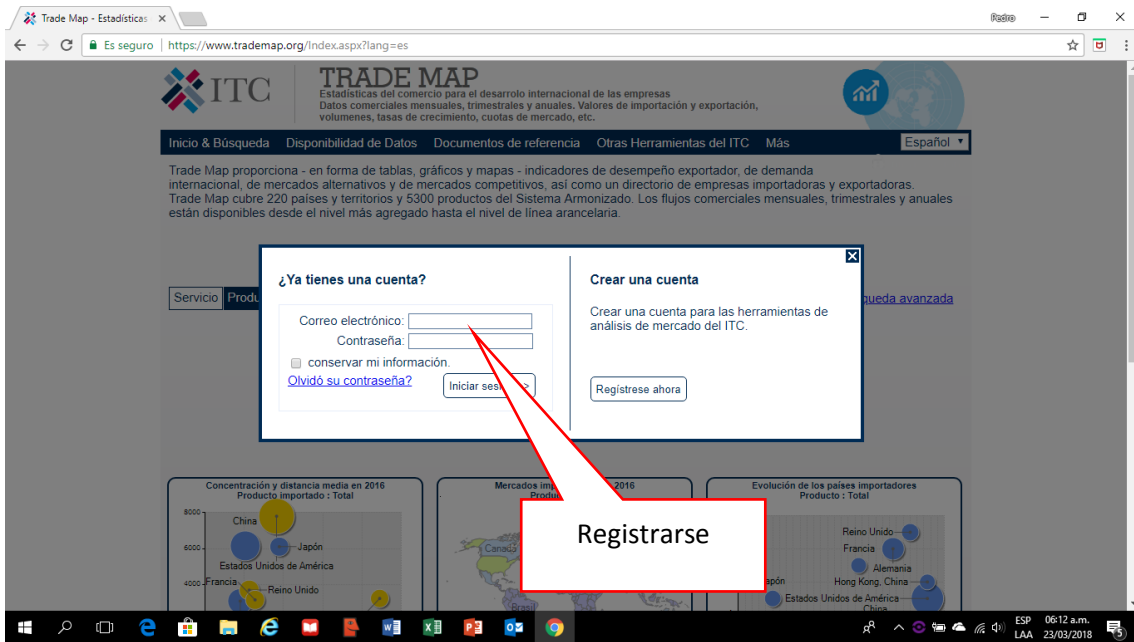 Trade Map - Estadísticas
Pedro
Es seguro
https://www.trademap.org/Index.aspx?lang=es
ITC
TRADE MAP
Estadísticas del comercio para el desarrollo internacional de las empresas
Datos comerciales mensuales, trimestrales y anuales. Valores de importación y exportación,
volumenes, tasas de crecimiento, cuotas de mercado, etc.
Inicio & Búsqueda Disponibilidad de Datos Documentos de referencia Otras Herramientas del ITC Más Español
Trade Map proporciona - en forma de tablas, gráficos y mapas - indicadores de desempeño exportador, de demanda
internacional, de mercados alternativos y de mercados competitivos, así como un directorio de empresas importadoras y exportadoras.
Trade Map cubre 220 países y territorios y 5300 productos del Sistema Armonizado. Los flujos comerciales mensuales, trimestrales y anuales
están disponibles desde el nivel más agregado hasta el nivel de línea arancelaria.
Servicio Produ
queda avanzada
¿Ya tienes una cuenta?
Correo electrónico:
Contraseña:
conservar mi información.
Olvidó su contraseña?
Iniciar ses >
Crear una cuenta
Crear una cuenta para las herramientas de
análisis de mercado del ITC.
Regístrese ahora
Registrarse
Concentración y distancia media en 2016
Producto importado : Total
8000
China
6000
Japón
Estados Unidos de América
4000
Francia
Reino Unido
Mercados imp 2016
Produ
Canadá
Brasil
Evolución de los países importadores
Producto : Total
Reino Unido
Francia
Alemania
apón
Hong Kong, China
Estados Unidos de América
China
ESP
LAA
06:12 a.m.
23/03/2018
5